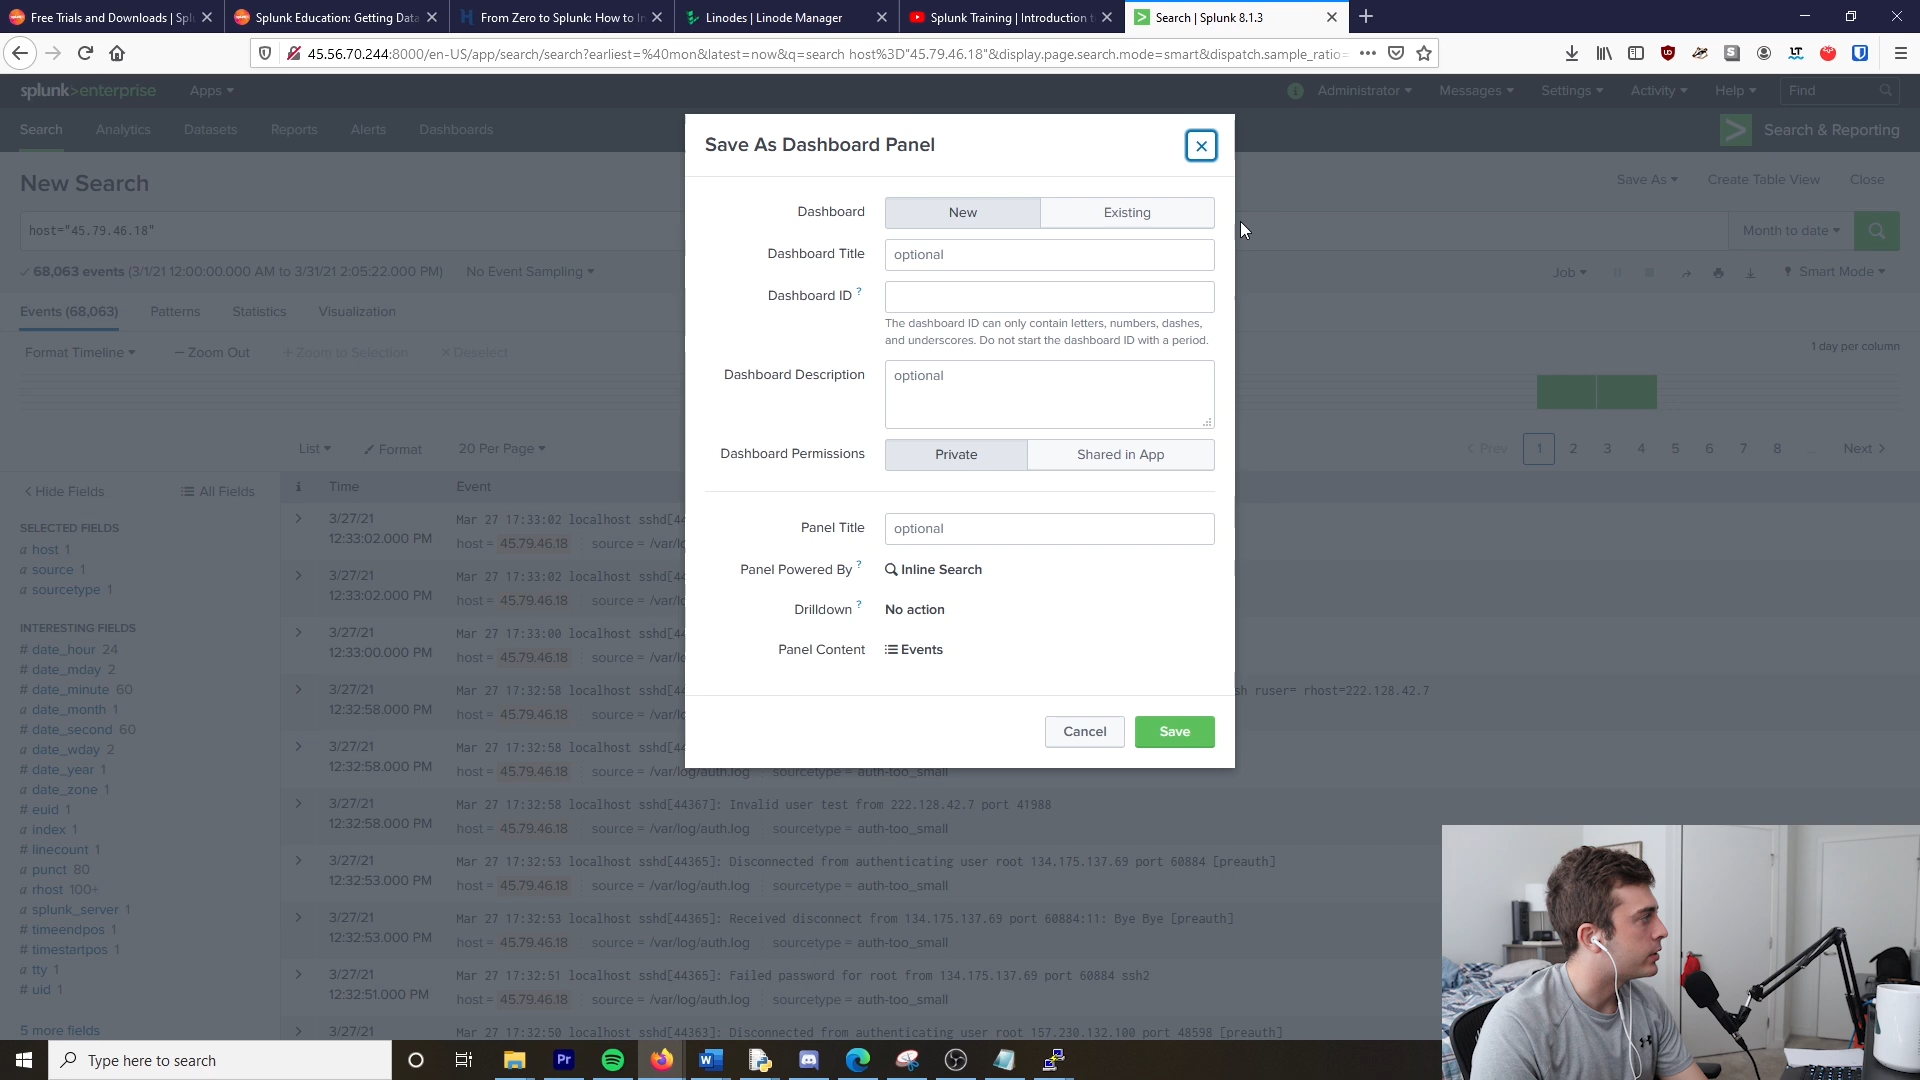 Free Trials and Downloads | Spl
Splunk Education: Getting Data
From Zero to Splunk: How to In
Linodes | Linode Manager
Splunk Training | Introduction t
Search | Splunk 8.1.3
45.56.70.244:8000/en-US/app/search/search?earliest=%40mon&latest=now&q=search host%3D"45.79.46.18"&display.page.search.mode=smart&dispatch.sample_ratio=
splunk>enterprise
Apps
Administrator
Messages
Settings
Activity
Help
Find
Search
Analytics
Datasets
Reports
Alerts
Dashboards
Search & Reporting
New Search
Save As
Create Table View
Close
host="45.79.46.18"
Month to date
✓ 68,063 events (3/1/21 12:00:00.000 AM to 3/31/21 2:05:22.000 PM)
No Event Sampling
Job
Smart Mode
Events (68,063)
Patterns
Statistics
Visualization
Format Timeline
— Zoom Out
+ Zoom to Selection
× Deselect
1 day per column
List
Format
20 Per Page
< Prev
1
2
3
4
5
6
7
8
...
Next >
< Hide Fields
All Fields
i
Time
Event
SELECTED FIELDS
a host 1
a source 1
a sourcetype 1
INTERESTING FIELDS
# date_hour 24
# date_mday 2
# date_minute 60
a date_month 1
# date_second 60
a date_wday 2
# date_year 1
a date_zone 1
# euid 1
a index 1
# linecount 1
a punct 80
a rhost 100+
a splunk_server 1
# timeendpos 1
# timestartpos 1
a tty 1
# uid 1
5 more fields
3/27/21
12:33:02.000 PM
Mar 27 17:33:02 localhost sshd[44
host = 45.79.46.18
source = /var/lo
3/27/21
12:33:02.000 PM
Mar 27 17:33:02 localhost sshd[44
host = 45.79.46.18
source = /var/lo
3/27/21
12:33:00.000 PM
Mar 27 17:33:00 localhost sshd[44
host = 45.79.46.18
source = /var/lo
3/27/21
12:32:58.000 PM
Mar 27 17:32:58 localhost sshd[44
sh ruser= rhost=222.128.42.7
host = 45.79.46.18
source = /var/lo
3/27/21
12:32:58.000 PM
Mar 27 17:32:58 localhost sshd[44
host = 45.79.46.18
source = /var/log/auth.log
sourcetype = auth-too_small
3/27/21
12:32:58.000 PM
Mar 27 17:32:58 localhost sshd[44367]: Invalid user test from 222.128.42.7 port 41988
host = 45.79.46.18
source = /var/log/auth.log
sourcetype = auth-too_small
3/27/21
12:32:53.000 PM
Mar 27 17:32:53 localhost sshd[44365]: Disconnected from authenticating user root 134.175.137.69 port 60884 [preauth]
host = 45.79.46.18
source = /var/log/auth.log
sourcetype = auth-too_small
3/27/21
12:32:53.000 PM
Mar 27 17:32:53 localhost sshd[44365]: Received disconnect from 134.175.137.69 port 60884:11: Bye Bye [preauth]
host = 45.79.46.18
source = /var/log/auth.log
sourcetype = auth-too_small
3/27/21
12:32:51.000 PM
Mar 27 17:32:51 localhost sshd[44365]: Failed password for root from 134.175.137.69 port 60884 ssh2
host = 45.79.46.18
source = /var/log/auth.log
sourcetype = auth-too_small
3/27/21
Mar 27 17:32:50 localhost sshd[44363]: Disconnected from authenticating user root 157.230.132.100 port 48598 [preauth]
Save As Dashboard Panel
Dashboard
New
Existing
Dashboard Title
optional
Dashboard ID ?
The dashboard ID can only contain letters, numbers, dashes,
and underscores. Do not start the dashboard ID with a period.
Dashboard Description
optional
Dashboard Permissions
Private
Shared in App
Panel Title
optional
Panel Powered By ?
Inline Search
Drilldown ?
No action
Panel Content
Events
Cancel
Save
Type here to search